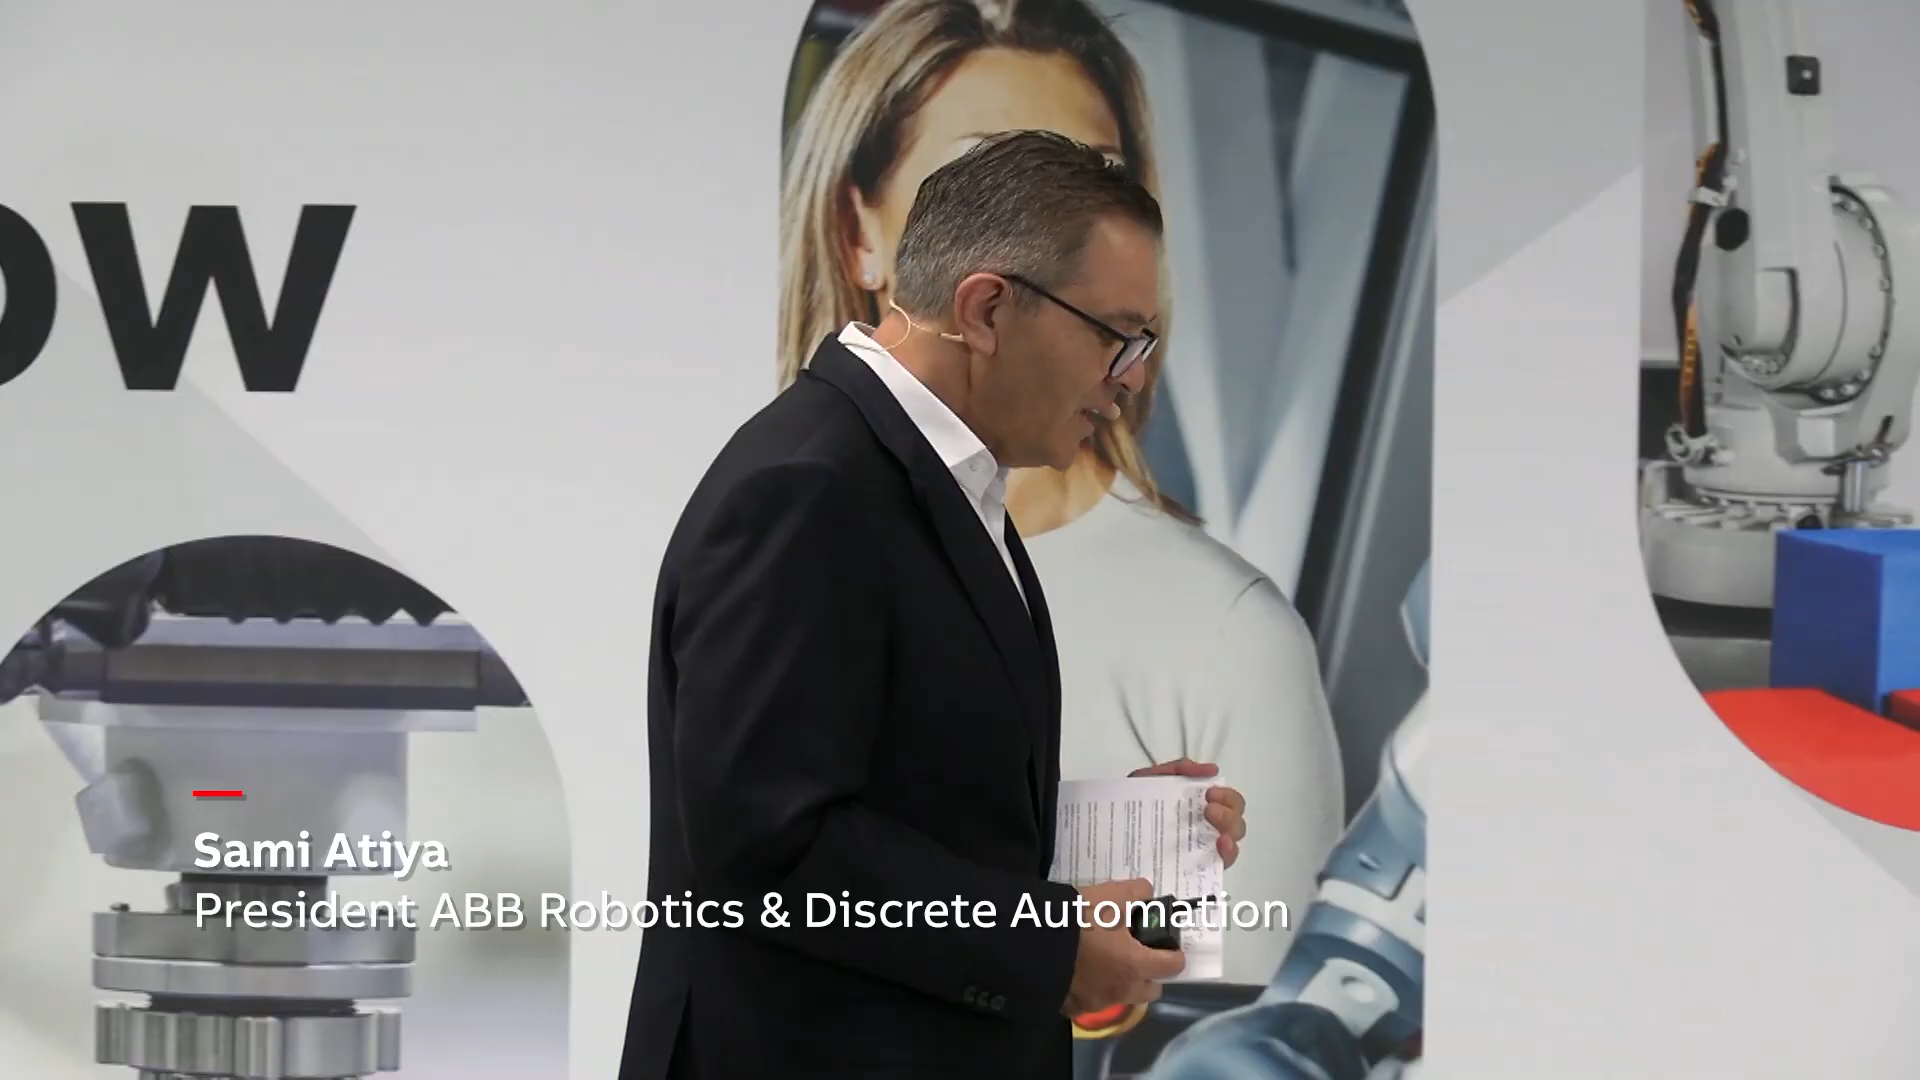 ow
Sami Atiya
President ABB Robotics & Discrete Automation